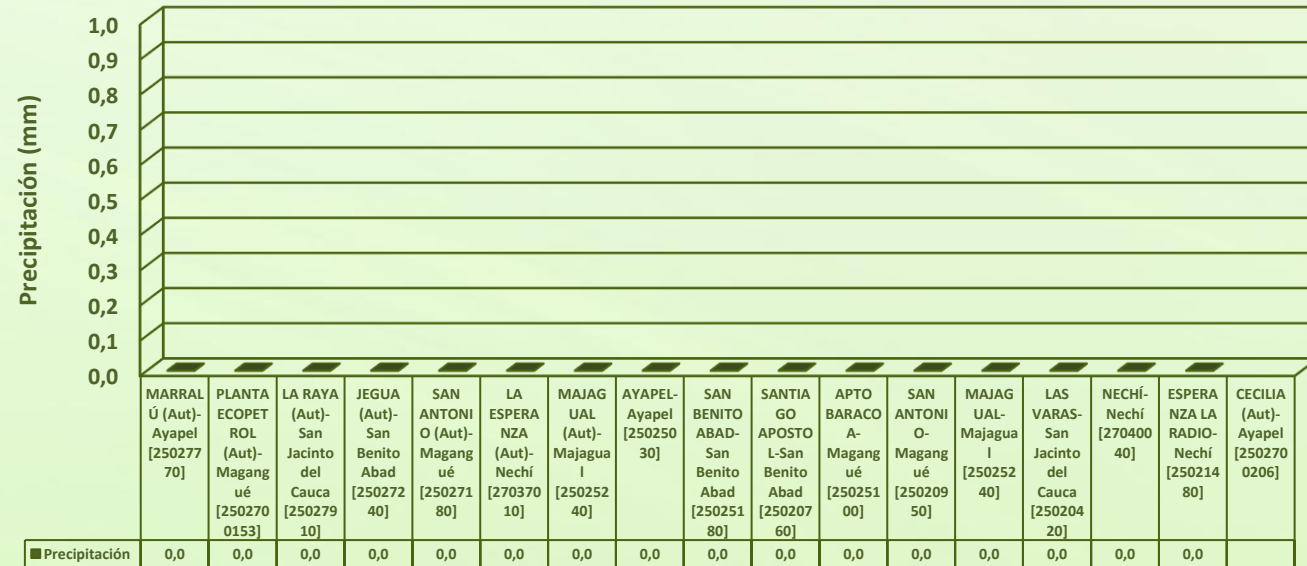 Precipitación (mm)
1,0
0,9
0,8
0,7
0,6
0,5
0,4
0,3
0,2
0,1
0,0
MARRAL
Ú (Aut)-
Ayapel
[250277
70]
PLANTA
ECOPET
ROL
(Aut)-
Magang
ué
[250270
0153]
LA RAYA
(Aut)-
San
Jacinto
del
Cauca
[250279
10]
JEGUA
(Aut)-
San
Benito
Abad
[250272
40]
SAN
ANTONI
O (Aut)-
Magang
ué
[250271
80]
LA
ESPERA
NZA
(Aut)-
Nechí
[270370
10]
MAJAG
UAL
(Aut)-
Majagua
l
[250252
40]
AYAPEL-
Ayapel
[250250
30]
SAN
BENITO
ABAD-
San
Benito
Abad
[250251
80]
SANTIA
GO
APOSTO
L-San
Benito
Abad
[250207
60]
APTO
BARACO
A-
Magang
ué
[250251
00]
SAN
ANTONI
O-
Magang
ué
[250209
50]
MAJAG
UAL-
Majagua
l
[250252
40]
LAS
VARAS-
San
Jacinto
del
Cauca
[250204
20]
NECHÍ-
Nechí
[270400
40]
ESPERA
NZA LA
RADIO-
Nechí
[250214
80]
CECILIA
(Aut)-
Ayapel
[250270
0206]
Precipitación 0,0 0,0 0,0 0,0 0,0 0,0 0,0 0,0 0,0 0,0 0,0 0,0 0,0 0,0 0,0 0,0